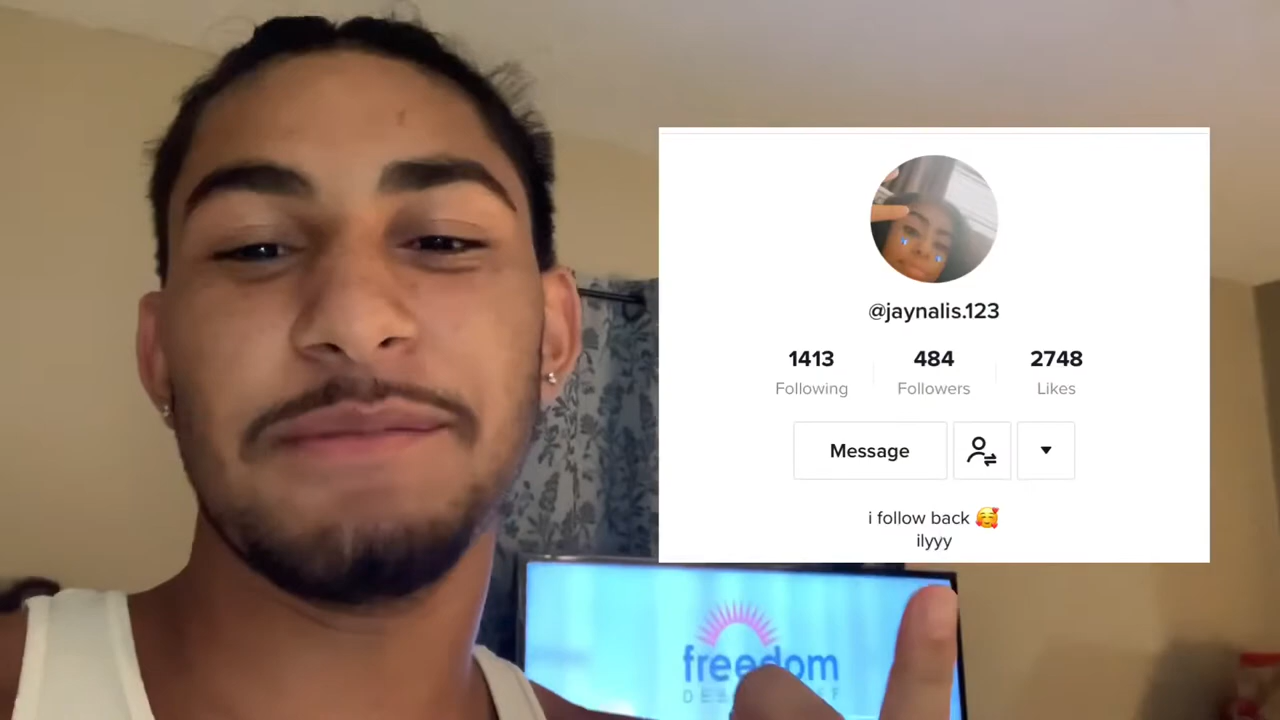 @jaynalis.123
1413 484 2748
Following Followers Likes
Message
i follow back 🥰
ilyyy
freedom